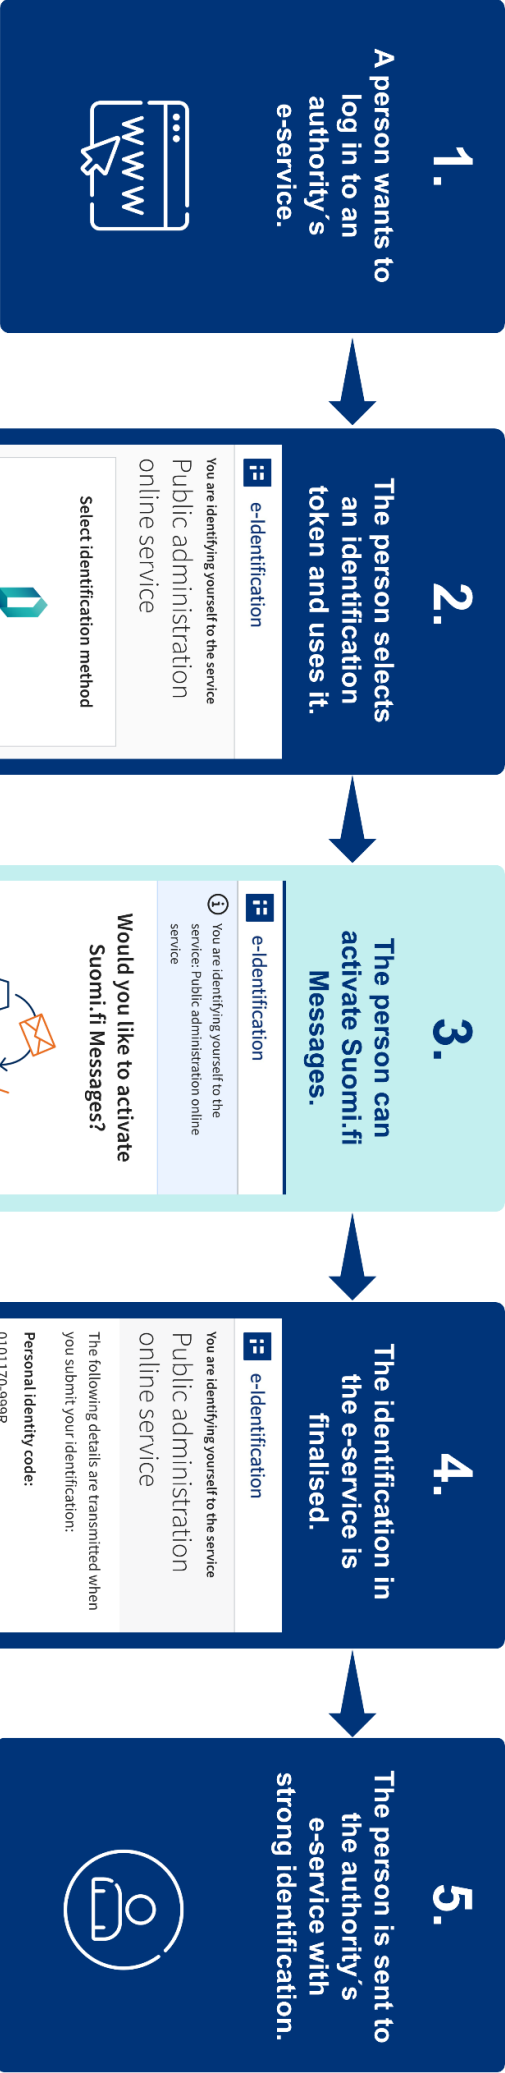 1.
A person wants to
log in to an
authority´s
e-service.
WWW
2.
The person selects
an identification
token and uses it.
e-Identification
You are identifying yourself to the service
Public administration
online service
Select identification method
3.
The person can
activate Suomi.fi
Messages.
e-Identification
You are identifying yourself to the
service: Public administration online
service
Would you like to activate
Suomi.fi Messages?
4.
The identification in
the e-service is
finalised.
e-Identification
You are identifying yourself to the service
Public administration
online service
The following details are transmitted when
you submit your identification:
Personal identity code:
5.
The person is sent to
the authority´s
e-service with
strong identification.